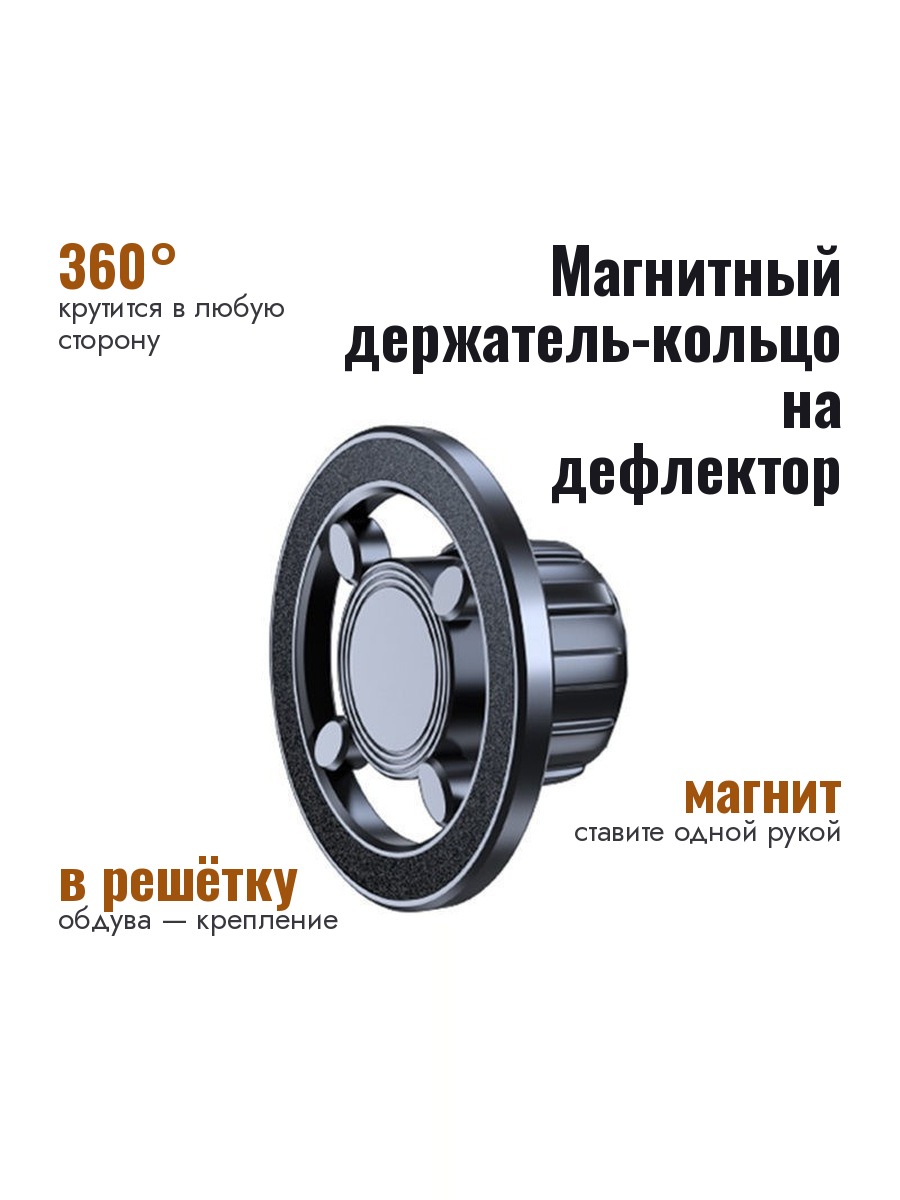 360°
крутится в любую
сторону
Магнитный
держатель-кольцо
на
дефлектор
магнит
ставите одной рукой
в решётку
обдува — крепление